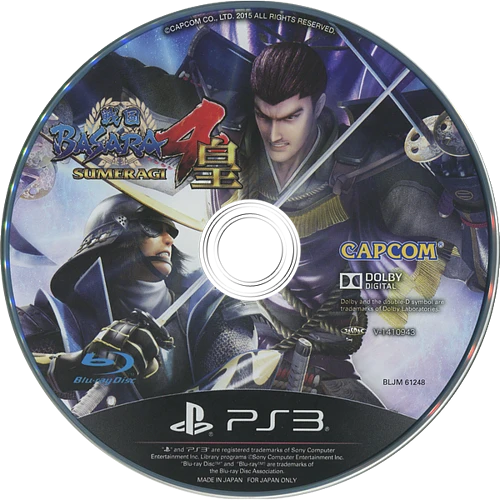 ©CAPCOM CO., LTD. 2015 ALL RIGHTS RESERVED.
戦国
BASARA 4
SUMERAGI 皇
CAPCOM
DOLBY
DIGITAL
Dolby and the double-D symbol are
trademarks of Dolby Laboratories.
V-1410943
Blu-ray Disc
BLJM 61248
PS3
"PS" and "PS3" are registered trademarks of Sony Computer
Entertainment Inc. Library programs ©Sony Computer Entertainment Inc.
"Blu-ray Disc™" and "Blu-ray™" are trademarks of
the Blu-ray Disc Association.
MADE IN JAPAN FOR JAPAN ONLY